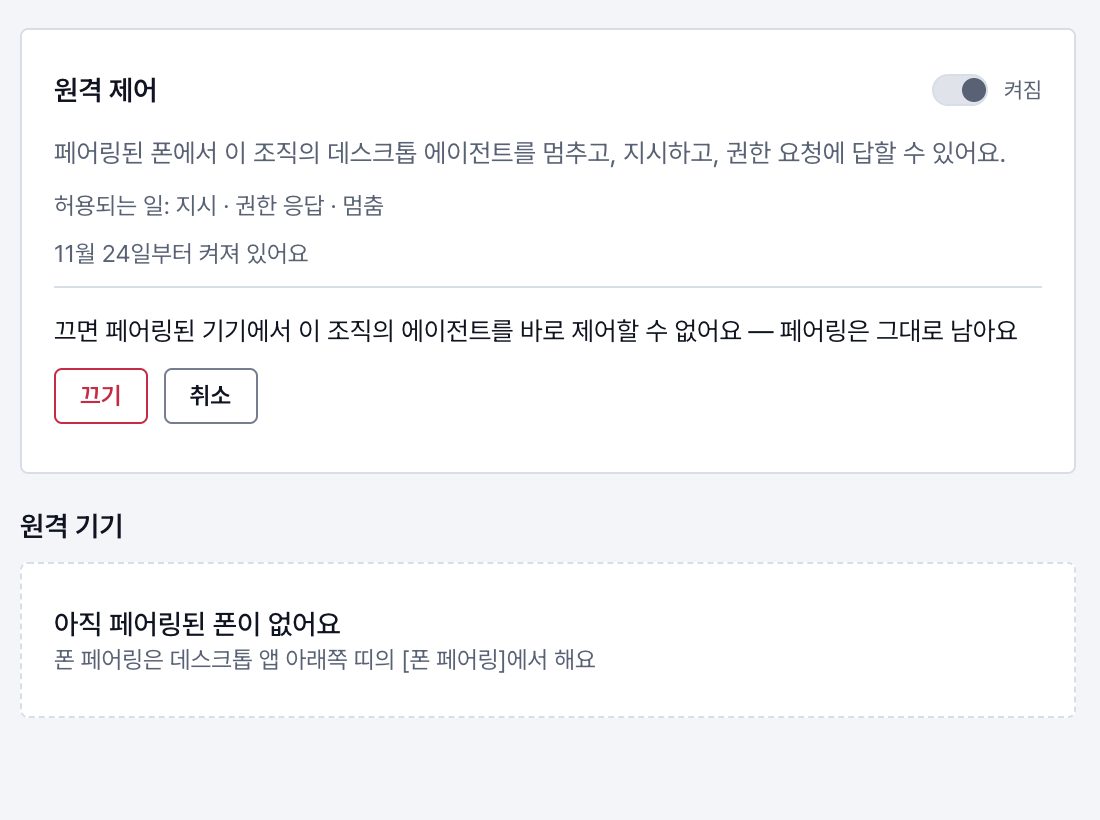 원격 제어
켜짐
페어링된 폰에서 이 조직의 데스크톱 에이전트를 멈추고, 지시하고, 권한 요청에 답할 수 있어요.
허용되는 일: 지시 · 권한 응답 · 멈춤
11월 24일부터 켜져 있어요
끄면 페어링된 기기에서 이 조직의 에이전트를 바로 제어할 수 없어요 — 페어링은 그대로 남아요
끄기
취소
원격 기기
아직 페어링된 폰이 없어요
폰 페어링은 데스크톱 앱 아래쪽 띠의 [폰 페어링]에서 해요